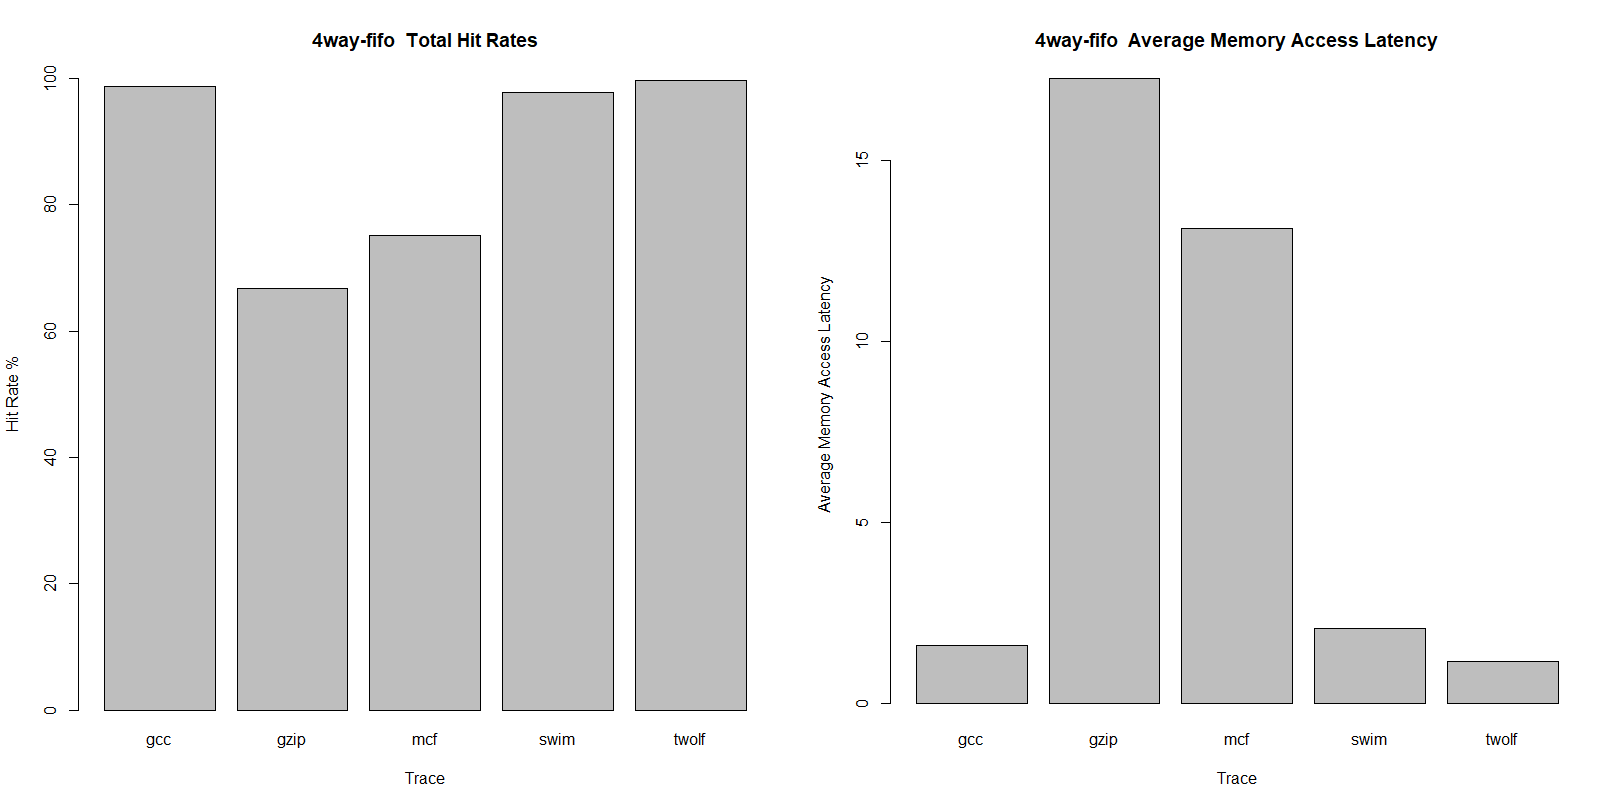 4way-fifo  Total Hit Rates
Hit Rate %
100
80
60
40
20
0
gcc gzip mcf swim twolf
Trace
4way-fifo  Average Memory Access Latency
Average Memory Access Latency
15
10
5
0
gcc gzip mcf swim twolf
Trace